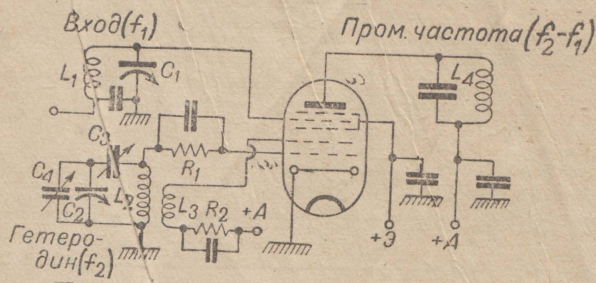 Вход(f₁)
Пром. частота(f₂-f₁)
L₁
C₁
L₄
C₃
C₄
C₂
L₂
R₁
L₃
R₂
+А
+Э
+А
Гетеро-
дин(f₂)